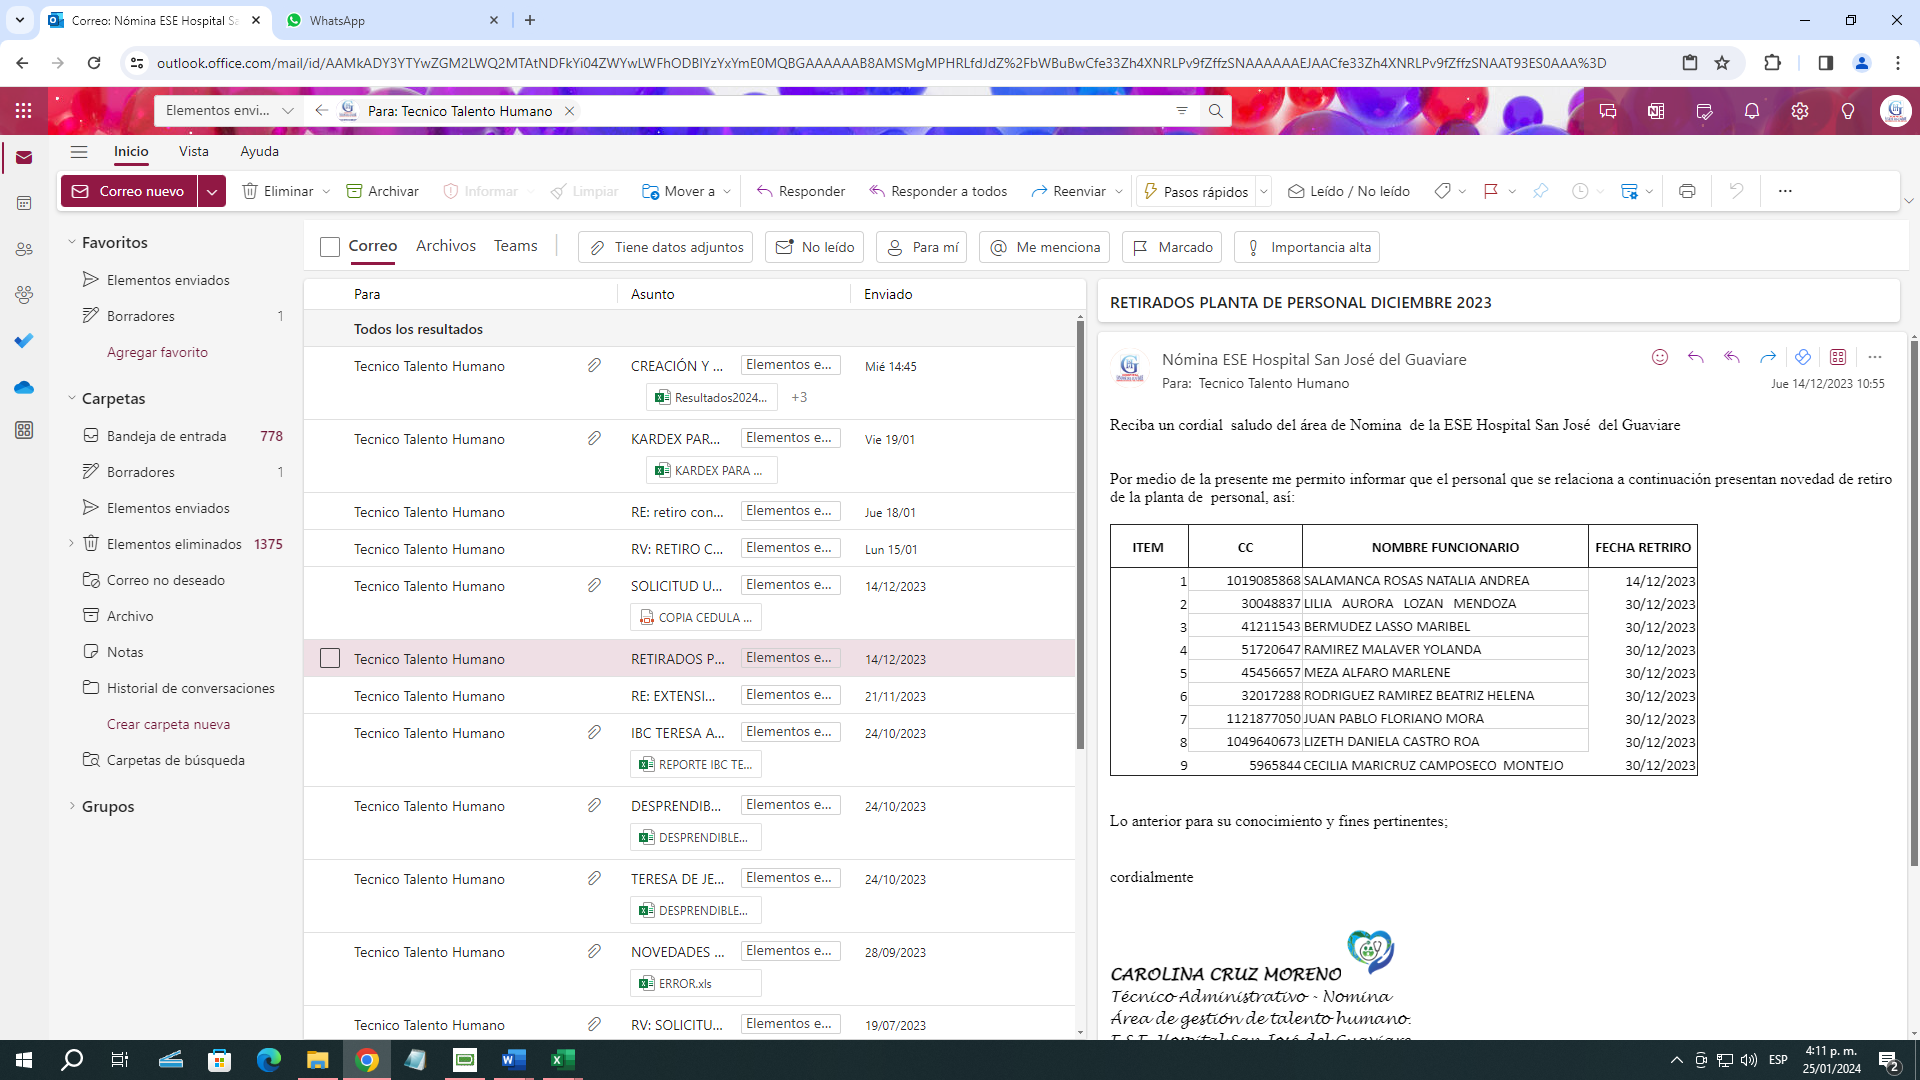 Correo: Nómina ESE Hospital Sa
WhatsApp
outlook.office.com/mail/id/AAMkADY3YTYwZGM2LWQ2MTAtNDFkYi04ZWYwLWFhODBlYzYxYmE0MQBGAAAAAAB8AMSMgMPHRLfdJdZ%2FbWBuBwCfe33Zh4XNRLPv9fZffzSNAAAAAAEJAACfe33Zh4XNRLPv9fZffzSNAAT93ES0AAA%3D
Elementos envi...
Para: Tecnico Talento Humano
Inicio Vista Ayuda
Correo nuevo Eliminar Archivar Informar Limpiar Mover a Responder Responder a todos Reenviar Pasos rápidos Leído / No leído
Favoritos
Elementos enviados
Borradores 1
Agregar favorito
Carpetas
Bandeja de entrada 778
Borradores 1
Elementos enviados
Elementos eliminados 1375
Correo no deseado
Archivo
Notas
Historial de conversaciones
Crear carpeta nueva
Carpetas de búsqueda
Grupos
Correo Archivos Teams Tiene datos adjuntos No leído Para mí Me menciona Marcado Importancia alta
Para Asunto Enviado
Todos los resultados
Tecnico Talento Humano CREACIÓN Y ... Elementos e... Mié 14:45
Resultados2024... +3
Tecnico Talento Humano KARDEX PAR... Elementos e... Vie 19/01
KARDEX PARA ...
Tecnico Talento Humano RE: retiro con... Elementos e... Jue 18/01
Tecnico Talento Humano RV: RETIRO C... Elementos e... Lun 15/01
Tecnico Talento Humano SOLICITUD U... Elementos e... 14/12/2023
COPIA CEDULA ...
Tecnico Talento Humano RETIRADOS P... Elementos e... 14/12/2023
Tecnico Talento Humano RE: EXTENSI... Elementos e... 21/11/2023
Tecnico Talento Humano IBC TERESA A... Elementos e... 24/10/2023
REPORTE IBC TE...
Tecnico Talento Humano DESPRENDIB... Elementos e... 24/10/2023
DESPRENDIBLE...
Tecnico Talento Humano TERESA DE JE... Elementos e... 24/10/2023
DESPRENDIBLE...
Tecnico Talento Humano NOVEDADES ... Elementos e... 28/09/2023
ERROR.xls
Tecnico Talento Humano RV: SOLICITU... Elementos e... 19/07/2023
RETIRADOS PLANTA DE PERSONAL DICIEMBRE 2023
Nómina ESE Hospital San José del Guaviare
Para: Tecnico Talento Humano
Jue 14/12/2023 10:55
Reciba un cordial saludo del área de Nomina de la ESE Hospital San José del Guaviare
Por medio de la presente me permito informar que el personal que se relaciona a continuación presentan novedad de retiro
de la planta de personal, así:
ITEM CC NOMBRE FUNCIONARIO FECHA RETRIRO
1 1019085868 SALAMANCA ROSAS NATALIA ANDREA 14/12/2023
2 30048837 LILIA AURORA LOZAN MENDOZA 30/12/2023
3 41211543 BERMUDEZ LASSO MARIBEL 30/12/2023
4 51720647 RAMIREZ MALAVER YOLANDA 30/12/2023
5 45456657 MEZA ALFARO MARLENE 30/12/2023
6 32017288 RODRIGUEZ RAMIREZ BEATRIZ HELENA 30/12/2023
7 1121877050 JUAN PABLO FLORIANO MORA 30/12/2023
8 1049640673 LIZETH DANIELA CASTRO ROA 30/12/2023
9 5965844 CECILIA MARICRUZ CAMPOSECO MONTEJO 30/12/2023
Lo anterior para su conocimiento y fines pertinentes;
cordialmente
CAROLINA CRUZ MORENO
Técnico Administrativo - Nomina
Área de gestión de talento humano.
E.S.E. Hospital San José del Guaviare
ESP
4:11 p. m.
25/01/2024
2